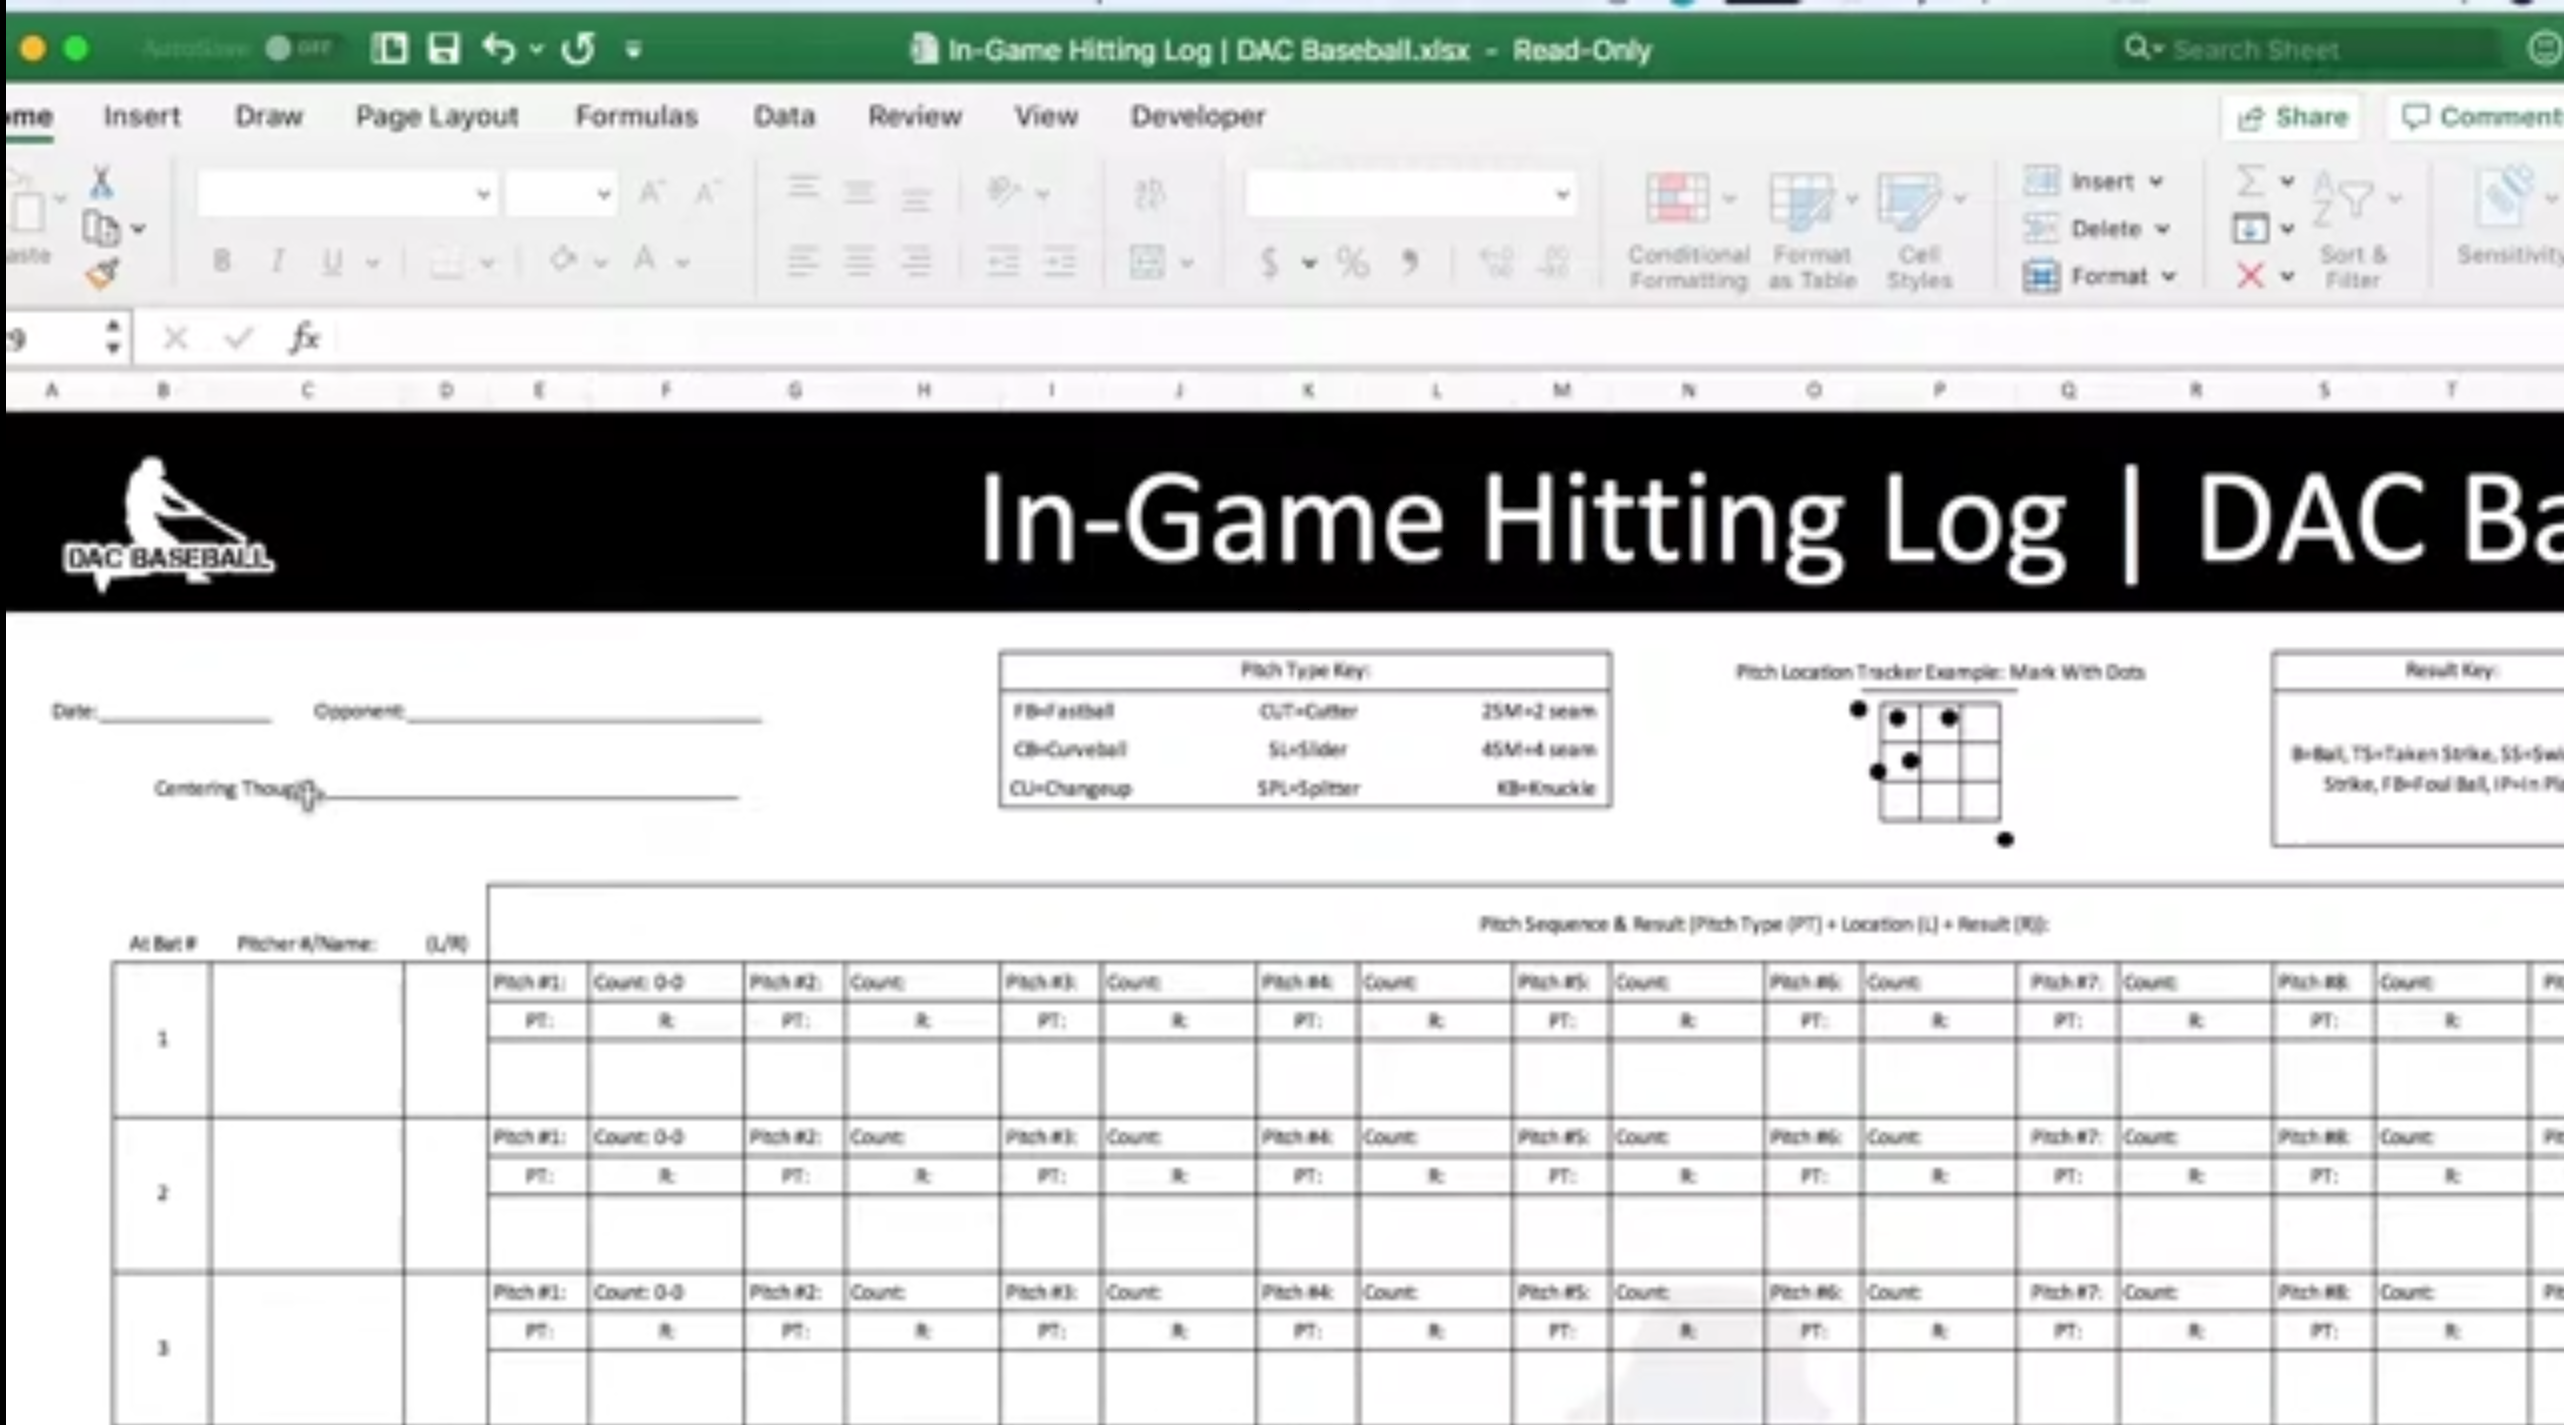 AutoSave OFF In-Game Hitting Log | DAC Baseball.xlsx - Read-Only Search Sheet
ome Insert Draw Page Layout Formulas Data Review View Developer Share Comment
aste B I U A $ % Conditional Formatting Format as Table Cell Styles Insert Delete Format Sort & Filter Sensitivity
9 fx
A B C D E F G H I J K L M N O P Q R S T
DAC BASEBALL
In-Game Hitting Log | DAC Ba
Pitch Type Key: Pitch Location Tracker Example: Mark With Dots Result Key:
Date: Opponent: FB=Fastball CUT=Cutter 2SM=2 seam
CB=Curveball SL=Slider 4SM=4 seam B=Ball, TS=Taken Strike, SS=Swi
Centering Though CU=Changeup SPL=Splitter KB=Knuckle Strike, FB=Foul Ball, IP=In Pla
Pitch Sequence & Result [Pitch Type (PT) + Location (L) + Result (R)]:
At Bat # Pitcher #/Name: (L/R)
Pitch #1: Count: 0-0 Pitch #2: Count: Pitch #3: Count: Pitch #4: Count: Pitch #5: Count: Pitch #6: Count: Pitch #7: Count: Pitch #8: Count: Pit
PT: R: PT: R: PT: R: PT: R: PT: R: PT: R: PT: R: PT: R:
1
Pitch #1: Count: 0-0 Pitch #2: Count: Pitch #3: Count: Pitch #4: Count: Pitch #5: Count: Pitch #6: Count: Pitch #7: Count: Pitch #8: Count: Pit
PT: R: PT: R: PT: R: PT: R: PT: R: PT: R: PT: R: PT: R:
2
Pitch #1: Count: 0-0 Pitch #2: Count: Pitch #3: Count: Pitch #4: Count: Pitch #5: Count: Pitch #6: Count: Pitch #7: Count: Pitch #8: Count: Pit
PT: R: PT: R: PT: R: PT: R: PT: R: PT: R: PT: R: PT: R:
3